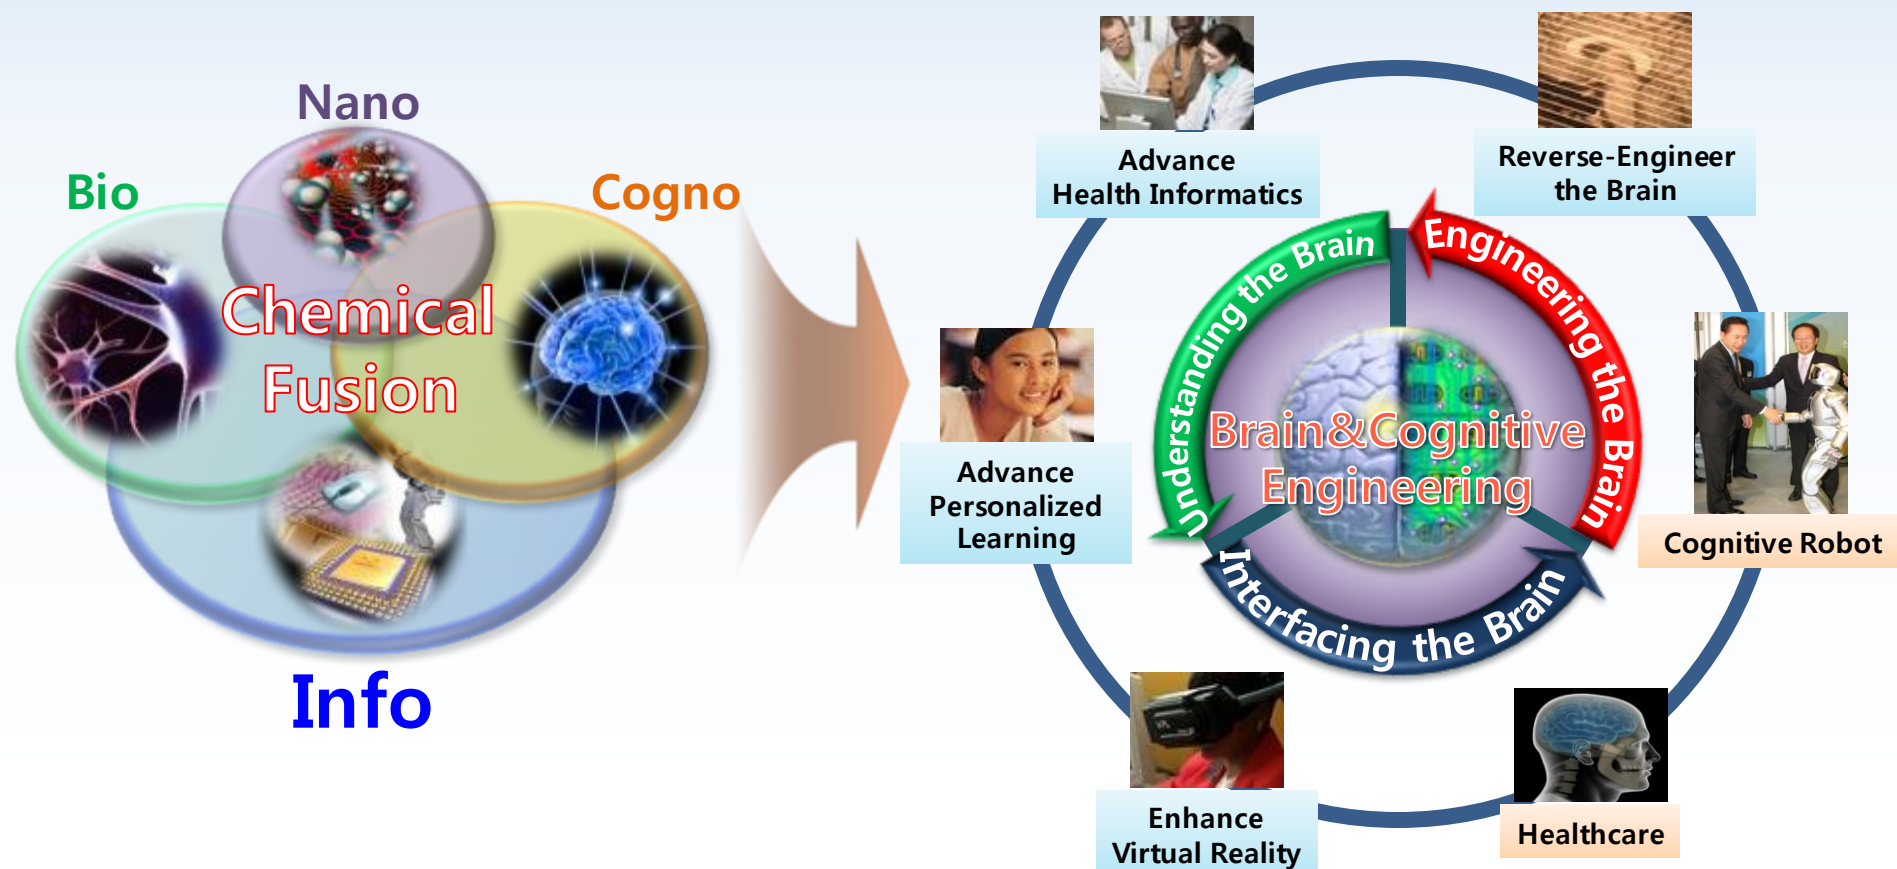 Nano
Bio
Cogno
Chemical
Fusion
Info
Advance
Health Informatics
Reverse-Engineer
the Brain
Understanding the Brain
Engineering the Brain
Interfacing the Brain
Brain&Cognitive
Engineering
Advance
Personalized
Learning
Cognitive Robot
Enhance
Virtual Reality
Healthcare